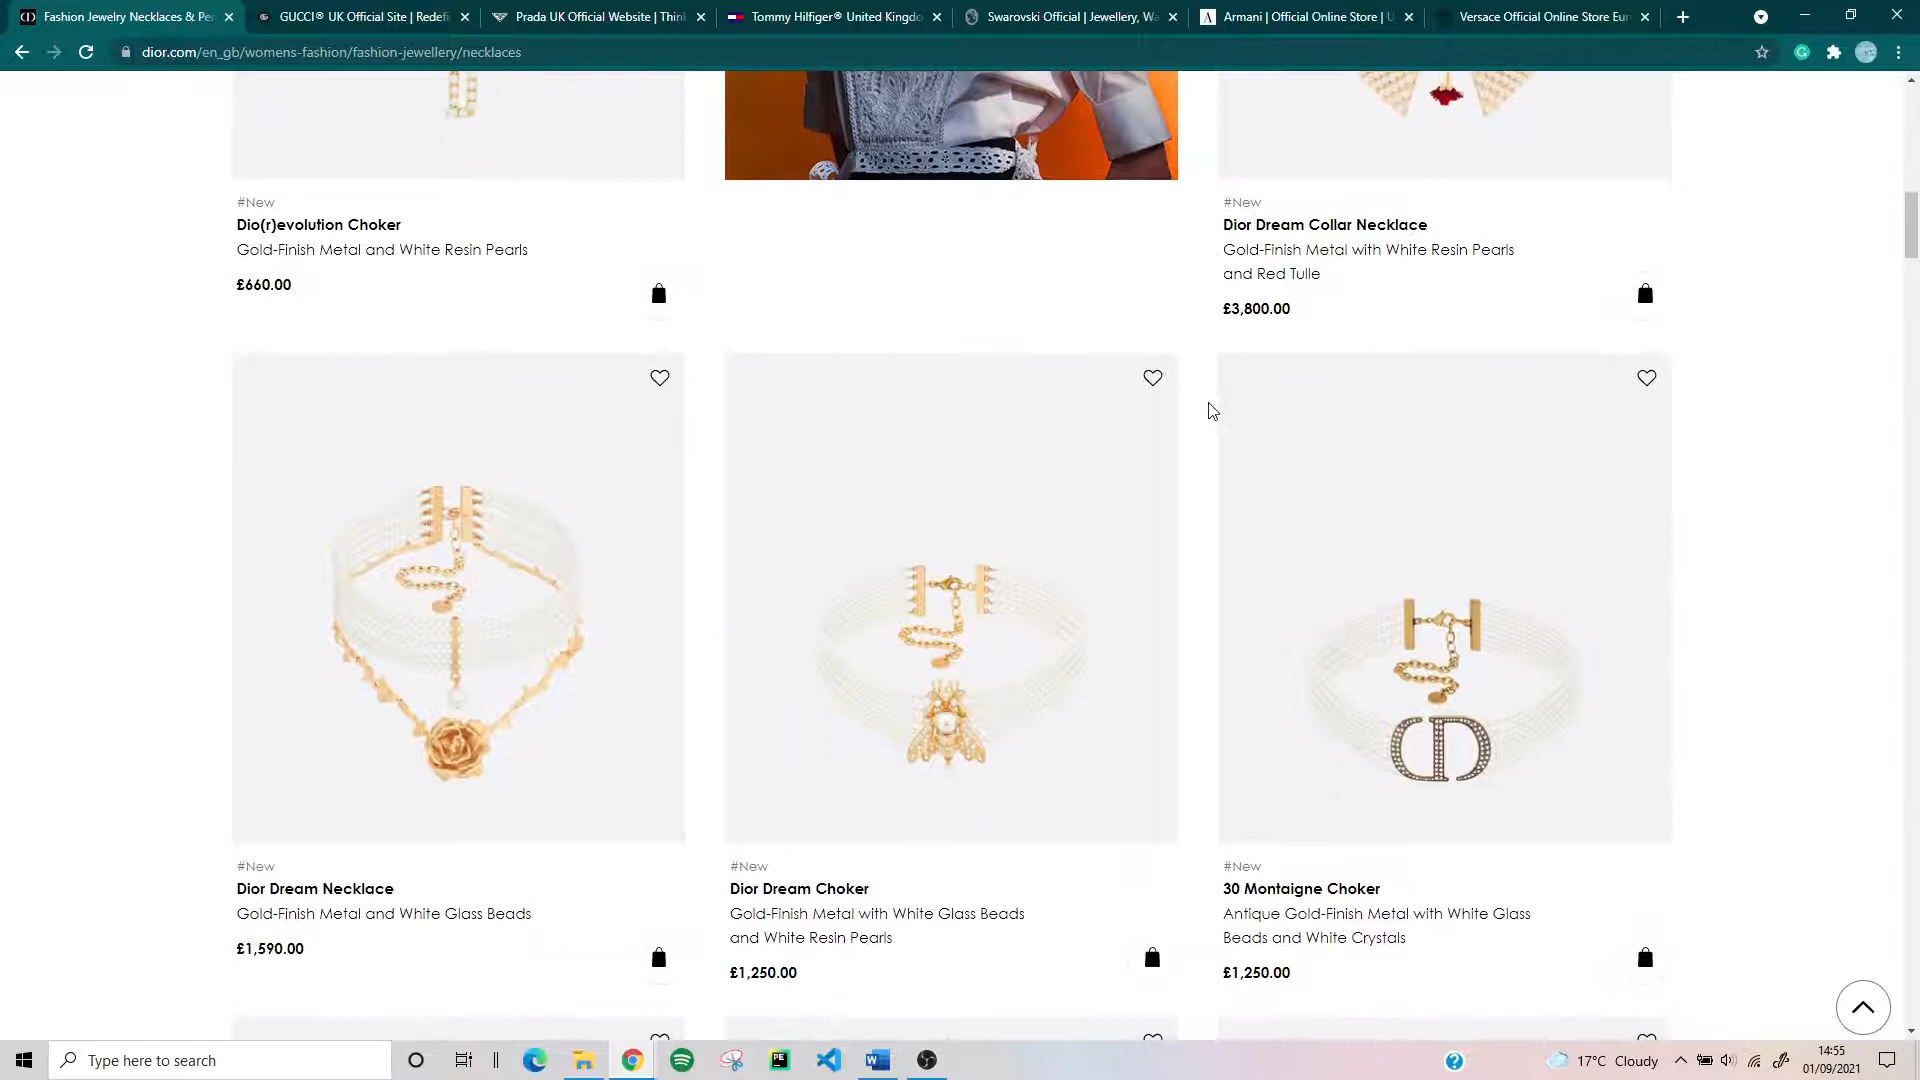 Fashion Jewelry Necklaces & Pe
GUCCI® UK Official Site | Redefi
Prada UK Official Website | Thin
Tommy Hilfiger® United Kingdo
Swarovski Official | Jewellery, Wa
A
Armani | Official Online Store | U
Versace Official Online Store Eur
dior.com/en_gb/womens-fashion/fashion-jewellery/necklaces
#New
Dio(r)evolution Choker
Gold-Finish Metal and White Resin Pearls
£660.00
#New
Dior Dream Collar Necklace
Gold-Finish Metal with White Resin Pearls
and Red Tulle
£3,800.00
CD
#New
Dior Dream Necklace
Gold-Finish Metal and White Glass Beads
£1,590.00
#New
Dior Dream Choker
Gold-Finish Metal with White Glass Beads
and White Resin Pearls
£1,250.00
#New
30 Montaigne Choker
Antique Gold-Finish Metal with White Glass
Beads and White Crystals
£1,250.00
Type here to search
PE
W
17°C Cloudy
14:55
01/09/2021